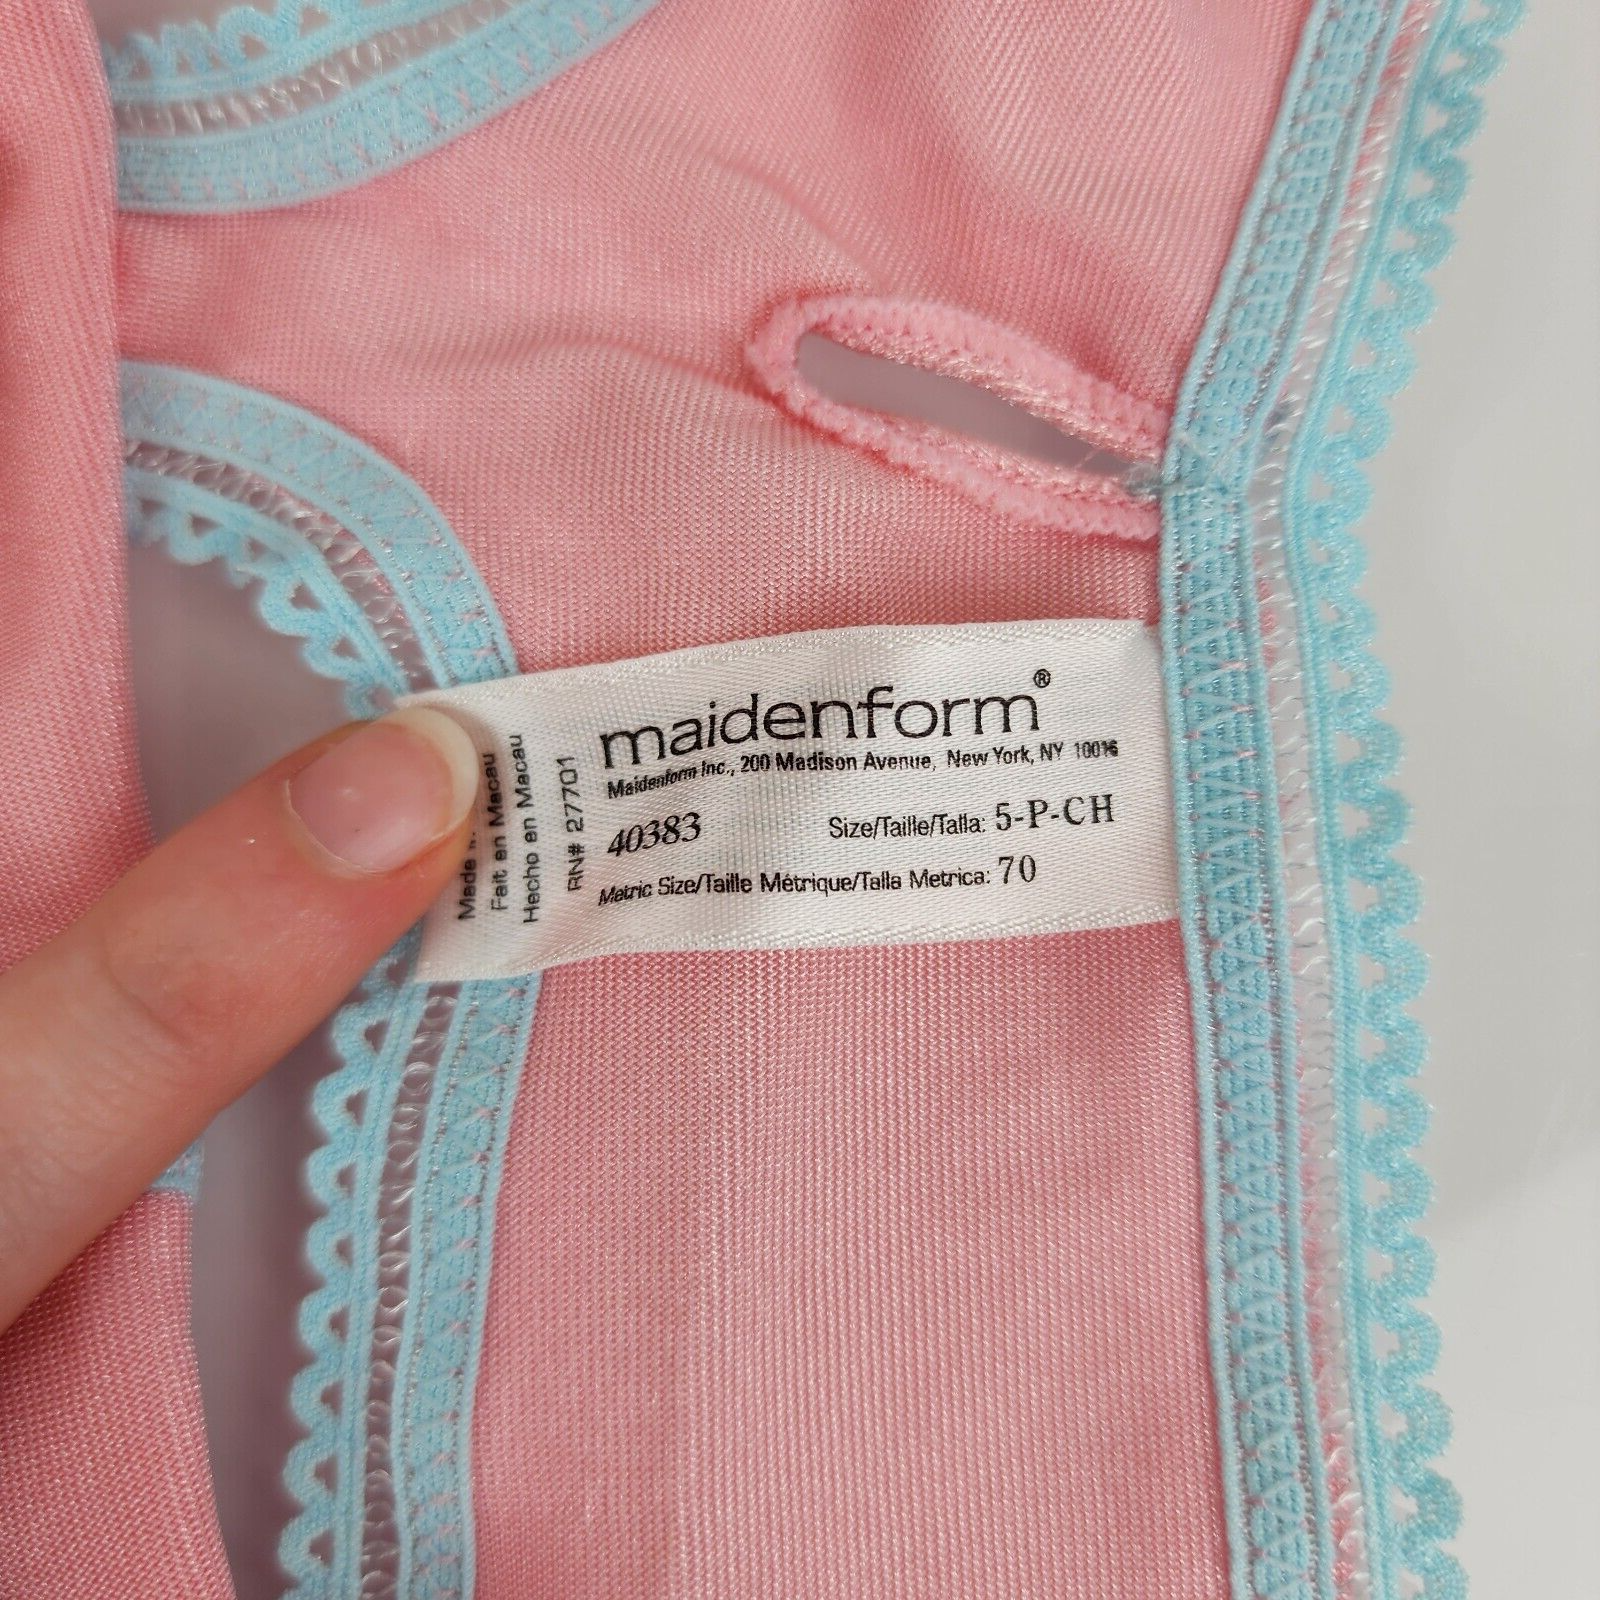 maidenform®
Maidenform Inc., 200 Madison Avenue, New York, NY 10016
40383 Size/Taille/Talla: 5-P-CH
Metric Size/Taille Métrique/Talla Metrica: 70
RN# 27701
Made
Fait en Macau
Hecho en Macau